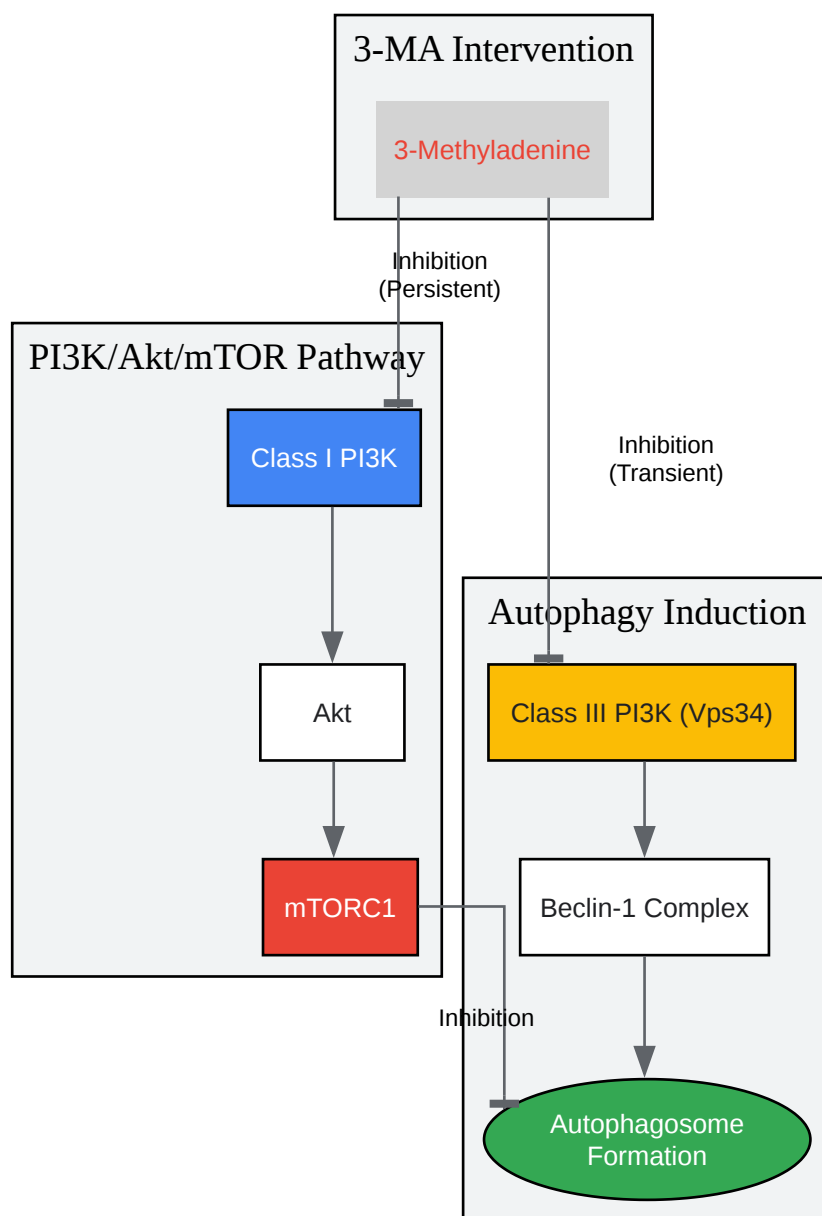 3-MA Intervention
3-Methyladenine
Inhibition
(Persistent)
PI3K/Akt/mTOR Pathway
Class I PI3K
Inhibition
(Transient)
Autophagy Induction
Akt
Class III PI3K (Vps34)
mTORC1
Beclin-1 Complex
Inhibition
Autophagosome
Formation